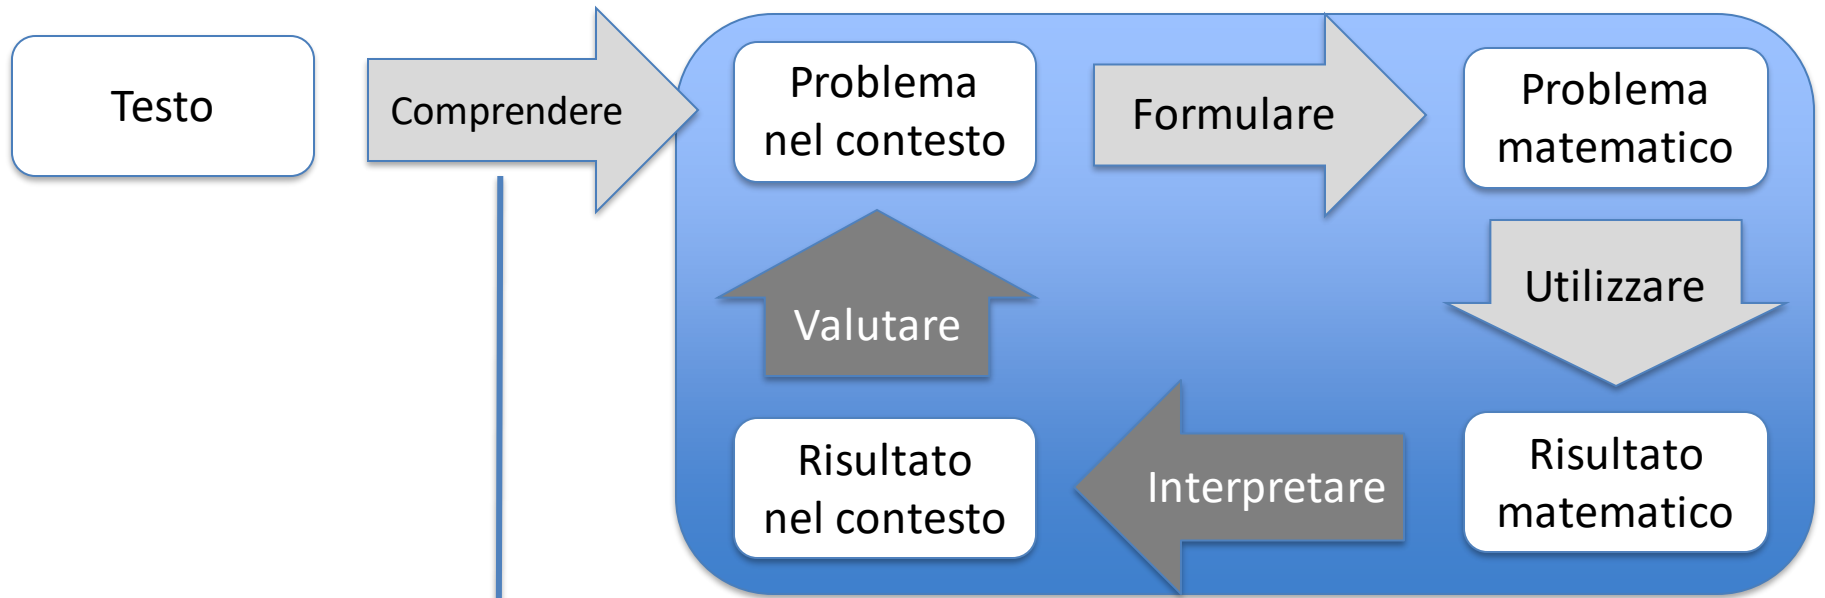 Testo
Comprendere
Problema
nel contesto
Formulare
Problema
matematico
Utilizzare
Risultato
matematico
Interpretare
Risultato
nel contesto
Valutare